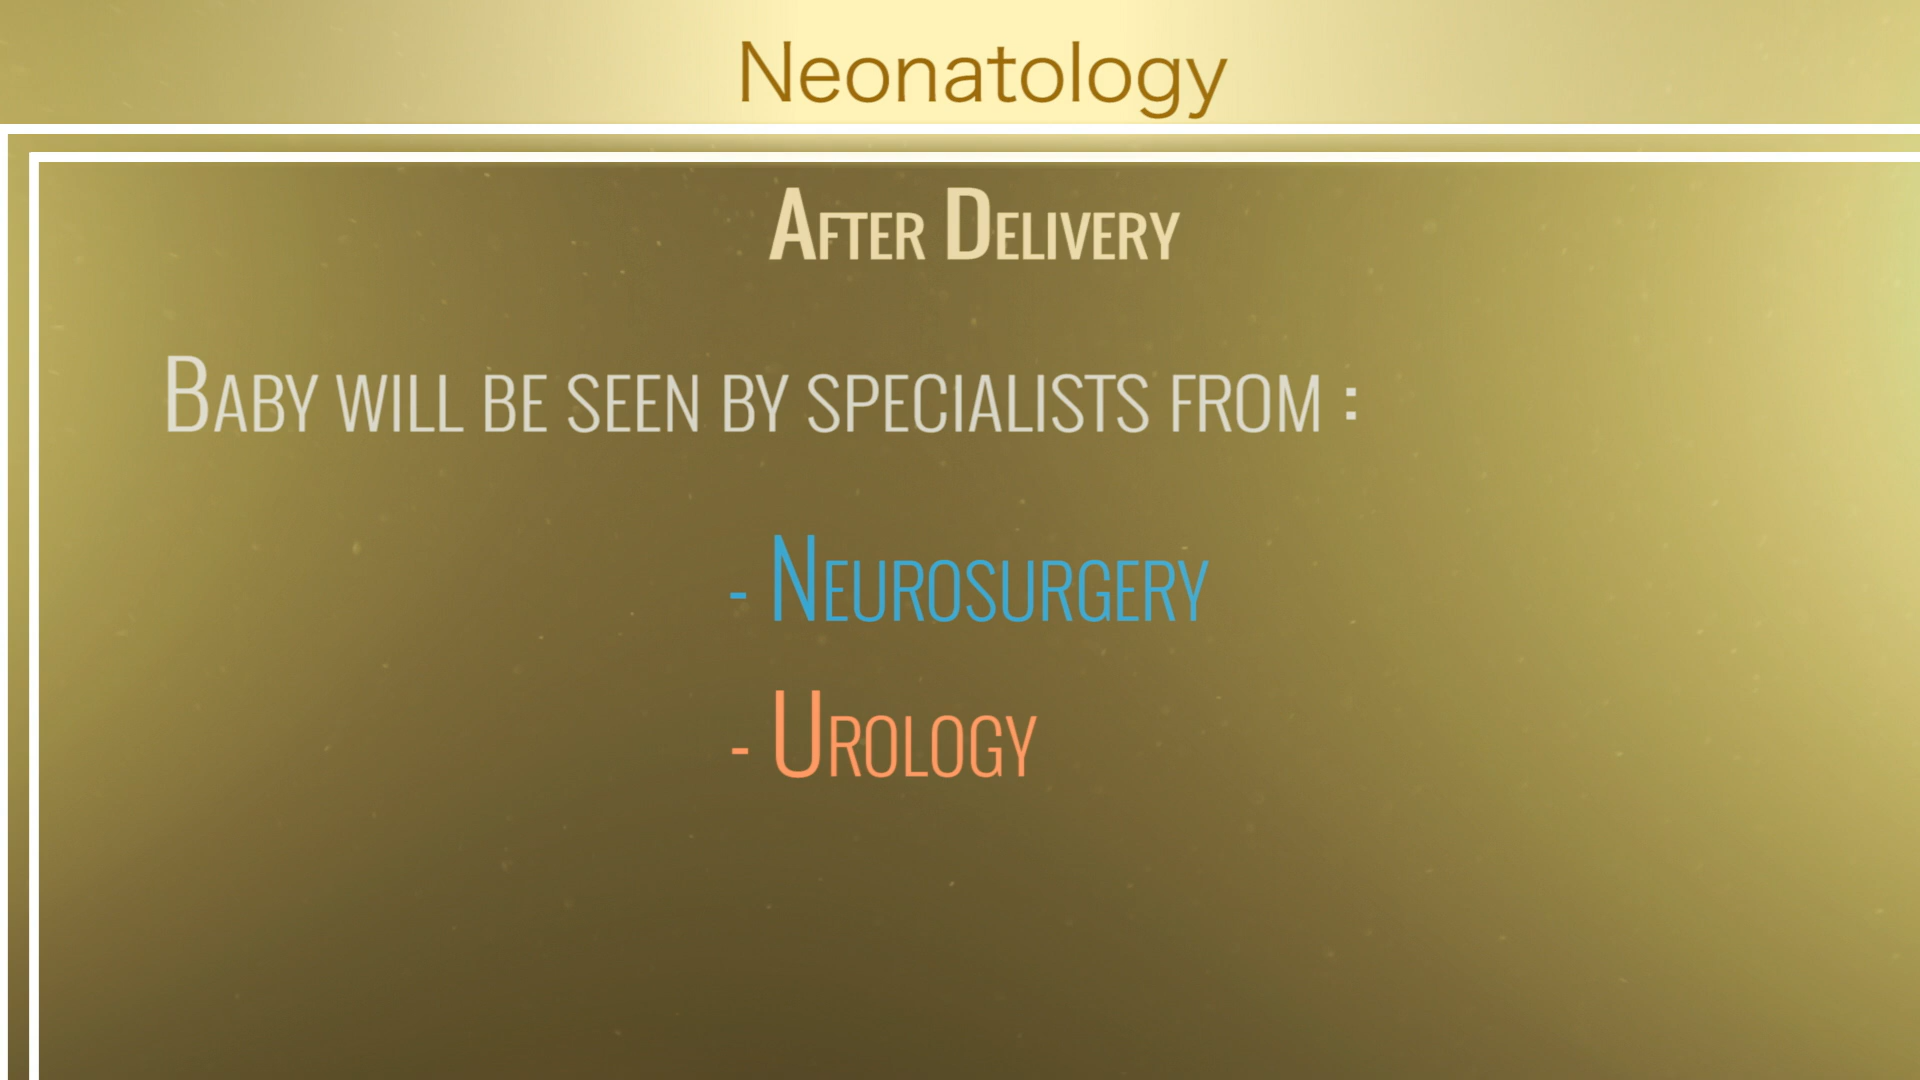 Neonatology
After Delivery
Baby will be seen by specialists from :
- Neurosurgery
- Urology